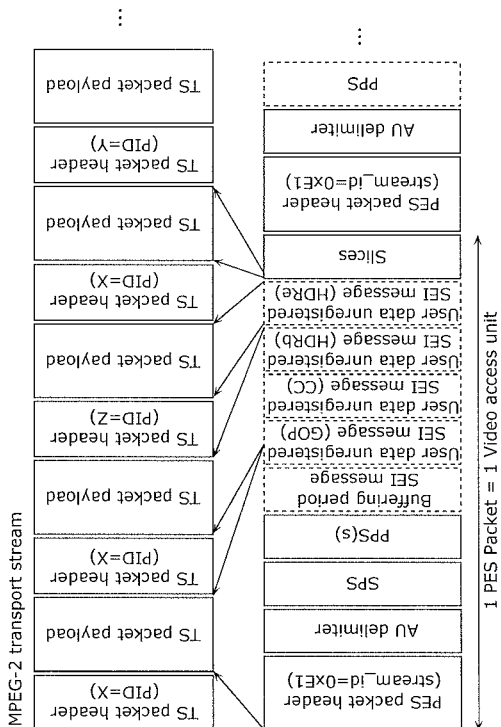 1 PES Packet = 1 Video access unit
PES packet header
(stream_id=0xE1)
AU delimiter
SPS
PPS(s)
Buffering period
SEI message
User data unregistered
SEI message (GOP)
User data unregistered
SEI message (CC)
User data unregistered
SEI message (HDRb)
User data unregistered
SEI message (HDRe)
Slices
PES packet header
(stream_id=0xE1)
AU delimiter
PPS
...
MPEG-2 transport stream
TS packet header
(PID=X)
TS packet payload
TS packet header
(PID=X)
TS packet payload
TS packet header
(PID=Z)
TS packet payload
TS packet header
(PID=X)
TS packet payload
TS packet header
(PID=Y)
TS packet payload
...